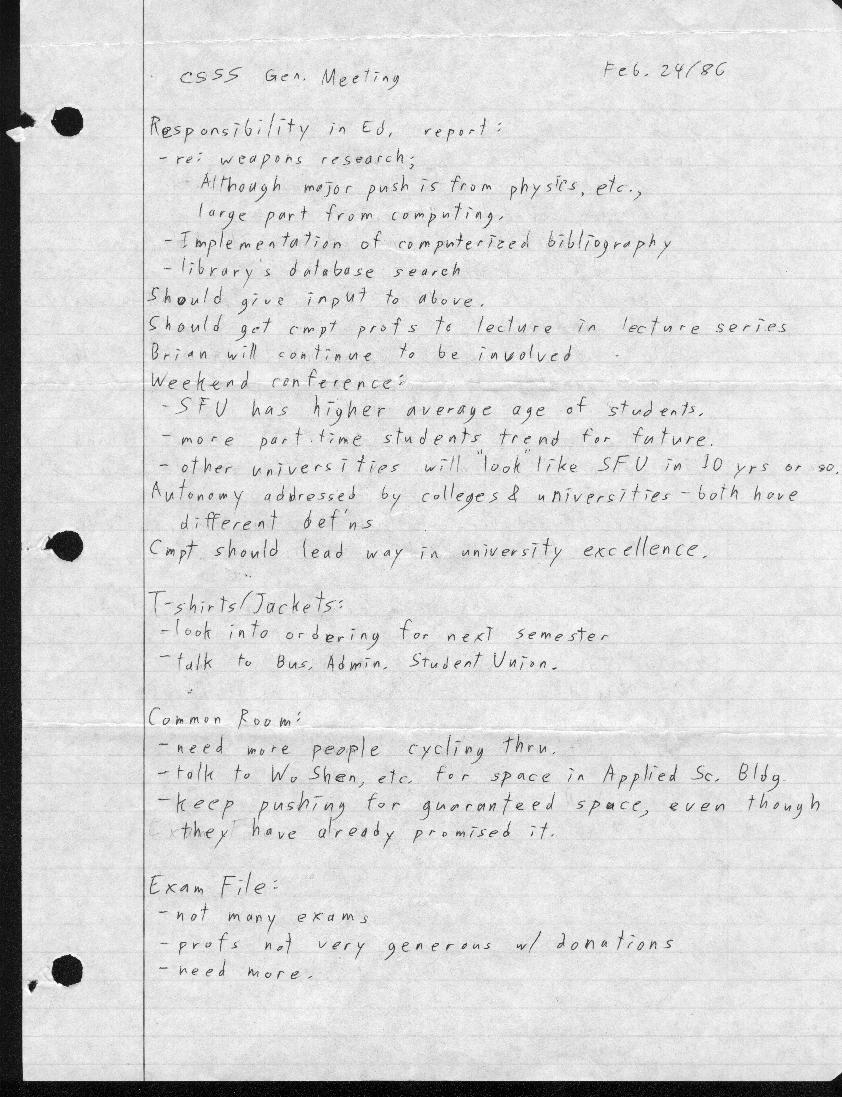 CSSS Gen. Meeting Feb. 24/86
Responsibility in Ed. report:
- re: weapons research;
Although major push is from physics, etc.,
large part from computing.
- Implementation of computerized bibliography
- library's database search
Should give input to above.
Should get cmpt profs to lecture in lecture series
Brian will continue to be involved
Weekend conference:
- SFU has higher average age of students.
- more part-time students trend for future.
- other universities will "look" like SFU in 10 yrs or so.
Autonomy addressed by colleges & universities - both have
different def'ns
Cmpt should lead way in university excellence.
T-shirts/Jackets:
- look into ordering for next semester
- talk to Bus. Admin. Student Union.
Common Room:
- need more people cycling thru.
- talk to Wo Shen, etc. for space in Applied Sc. Bldg.
- keep pushing for guaranteed space, even though
they have already promised it.
Exam File:
- not many exams
- profs not very generous w/ donations
- need more.